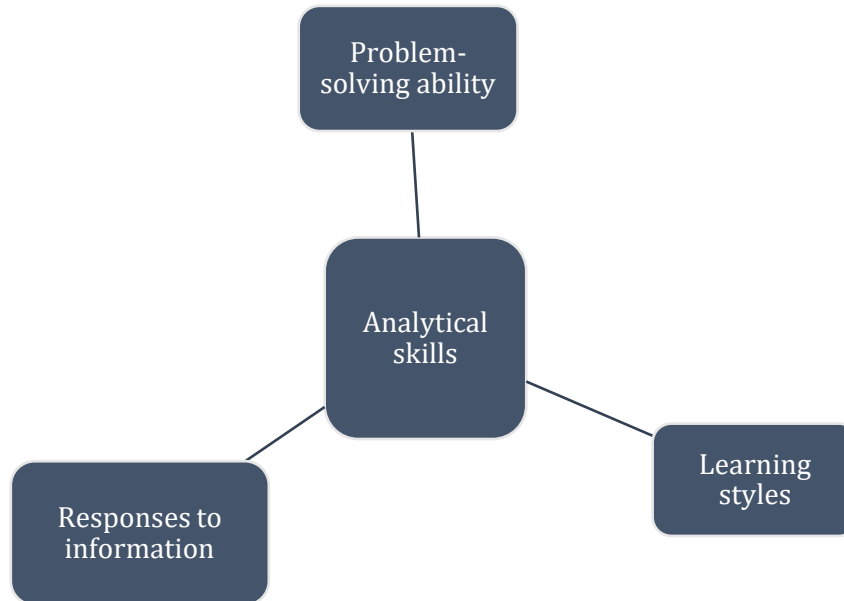 Problem-
solving ability
Analytical
skills
Learning
styles
Responses to
information